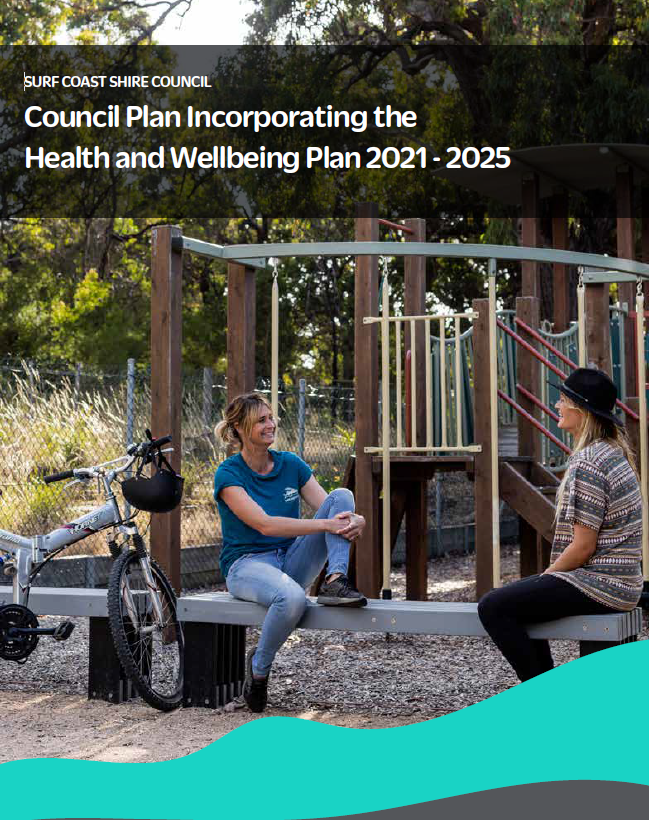 SURF COAST SHIRE COUNCIL
Council Plan Incorporating the
Health and Wellbeing Plan 2021 - 2025